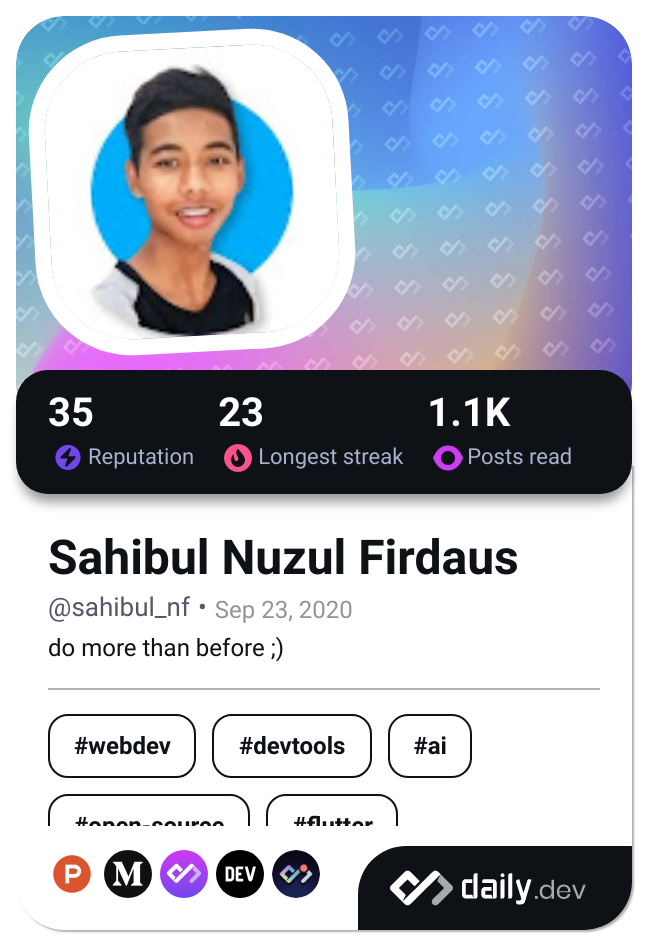 35 23 1.1K
Reputation Longest streak Posts read
Sahibul Nuzul Firdaus
@sahibul_nf • Sep 23, 2020
do more than before ;)
#webdev #devtools #ai
#open-source #flutter
P M DEV daily.dev